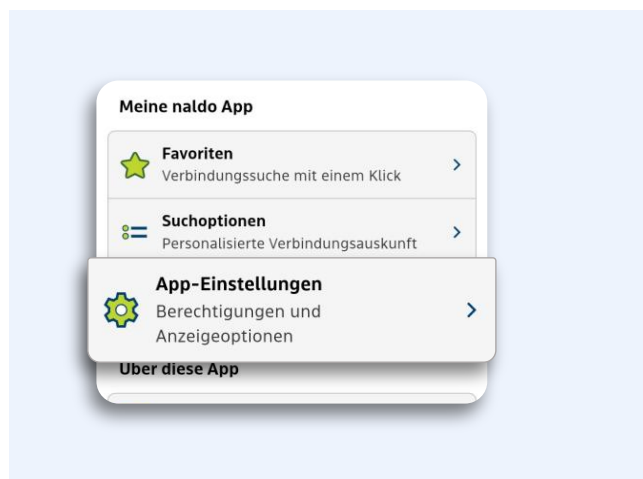 Meine naldo App
Favoriten
Verbindungssuche mit einem Klick
Suchoptionen
Personalisierte Verbindungsauskunft
App-Einstellungen
Berechtigungen und
Anzeigeoptionen
Über diese App